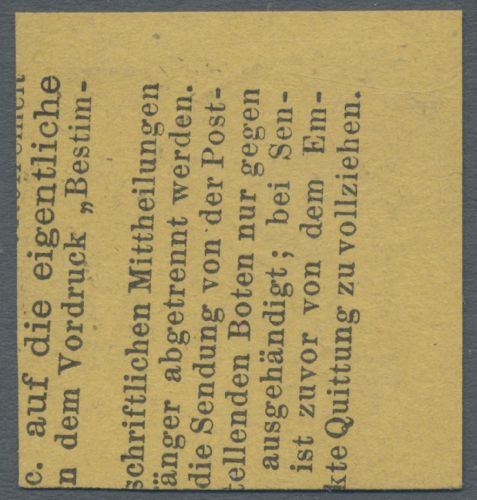 c. auf die eigentliche
n dem Vordruck „Bestim-
schriftlichen Mittheilungen
änger abgetrennt werden.
die Sendung von der Post-
tellenden Boten nur gegen
ausgehändigt; bei Sen-
ist zuvor von dem Em-
kte Quittung zu vollziehen.